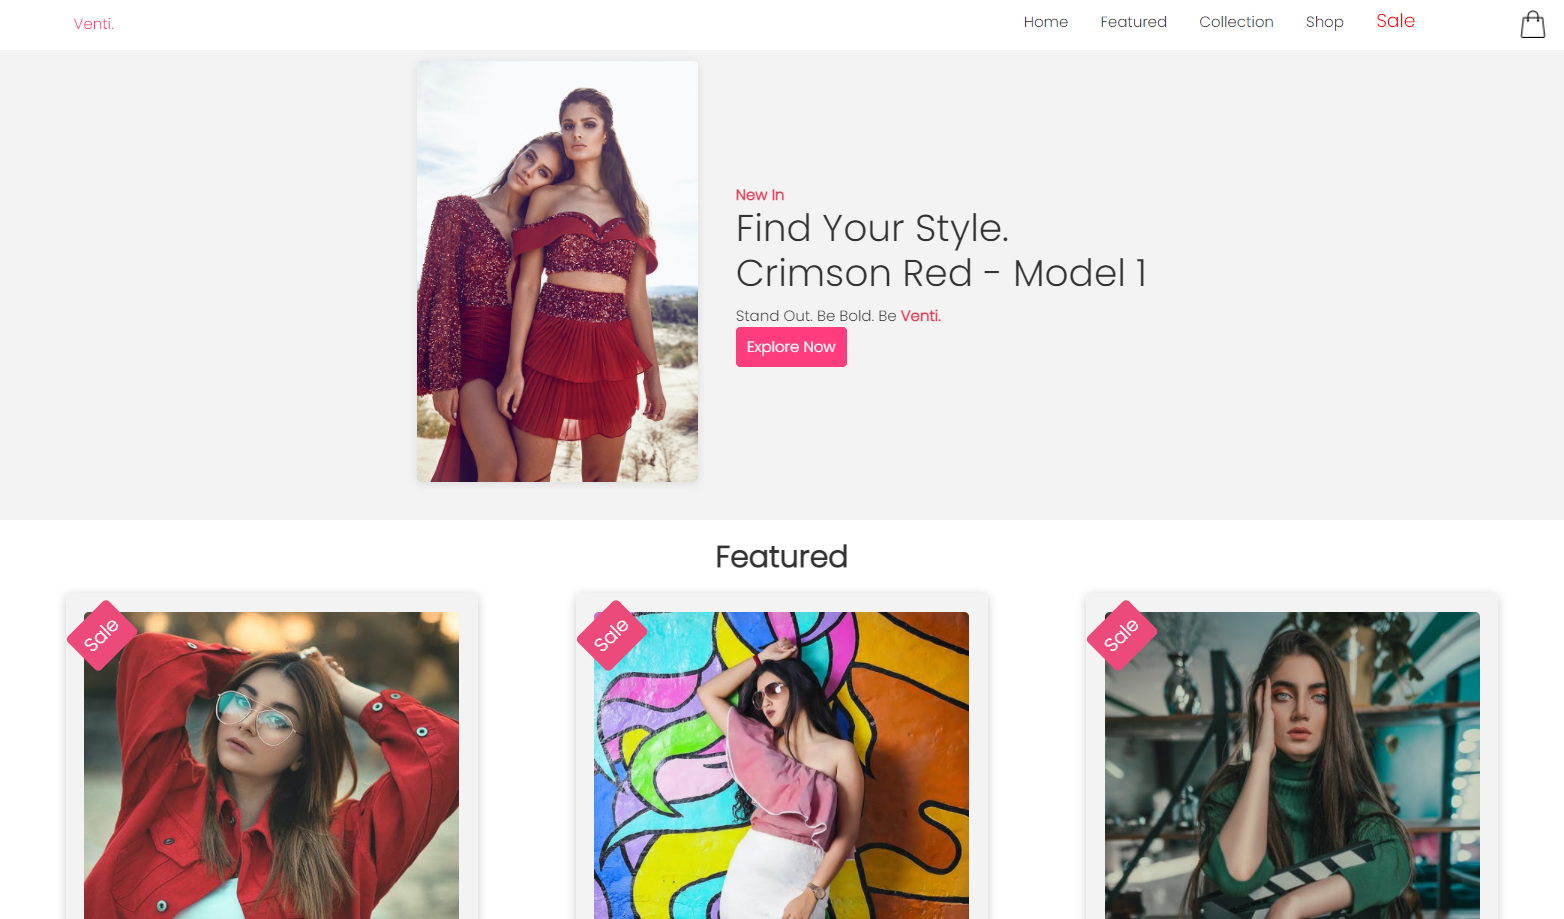 Venti.
Home Featured Collection Shop Sale
New In
Find Your Style.
Crimson Red - Model 1
Stand Out. Be Bold. Be Venti.
Explore Now
Featured
Sale
Sale
Sale